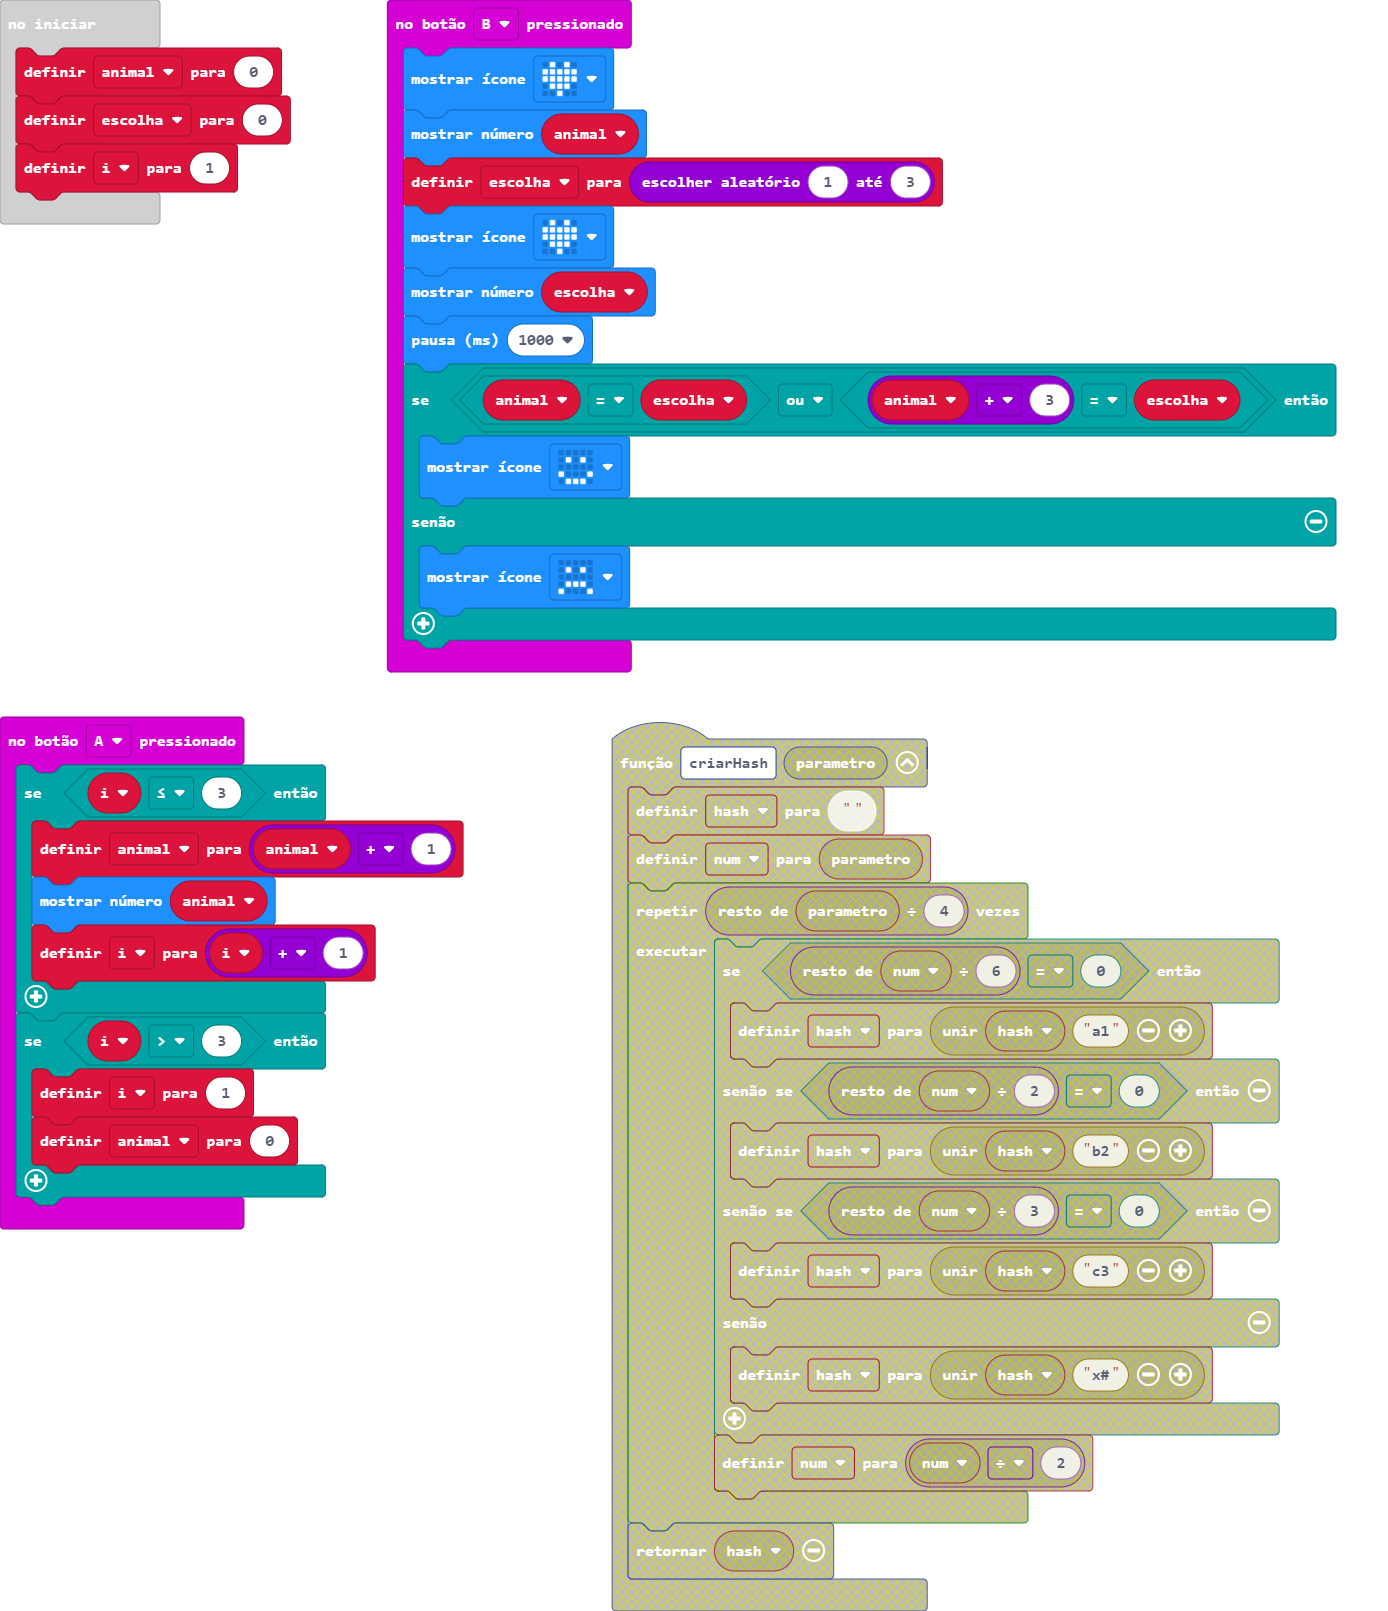 no iniciar
definir animal para 0
definir escolha para 0
definir i para 1
no botão B pressionado
mostrar ícone
mostrar número animal
definir escolha para escolher aleatório 1 até 3
mostrar ícone
mostrar número escolha
pausa (ms) 1000
se animal = escolha ou animal + 3 = escolha então
mostrar ícone
senão
mostrar ícone
no botão A pressionado
se i ≤ 3 então
definir animal para animal + 1
mostrar número animal
definir i para i + 1
se i > 3 então
definir i para 1
definir animal para 0
função criarHash parametro
definir hash para " "
definir num para parametro
repetir resto de parametro ÷ 4 vezes
executar
se resto de num ÷ 6 = 0 então
definir hash para unir hash "a1"
senão se resto de num ÷ 2 = 0 então
definir hash para unir hash "b2"
senão se resto de num ÷ 3 = 0 então
definir hash para unir hash "c3"
senão
definir hash para unir hash "x#"
definir num para num ÷ 2
retornar hash